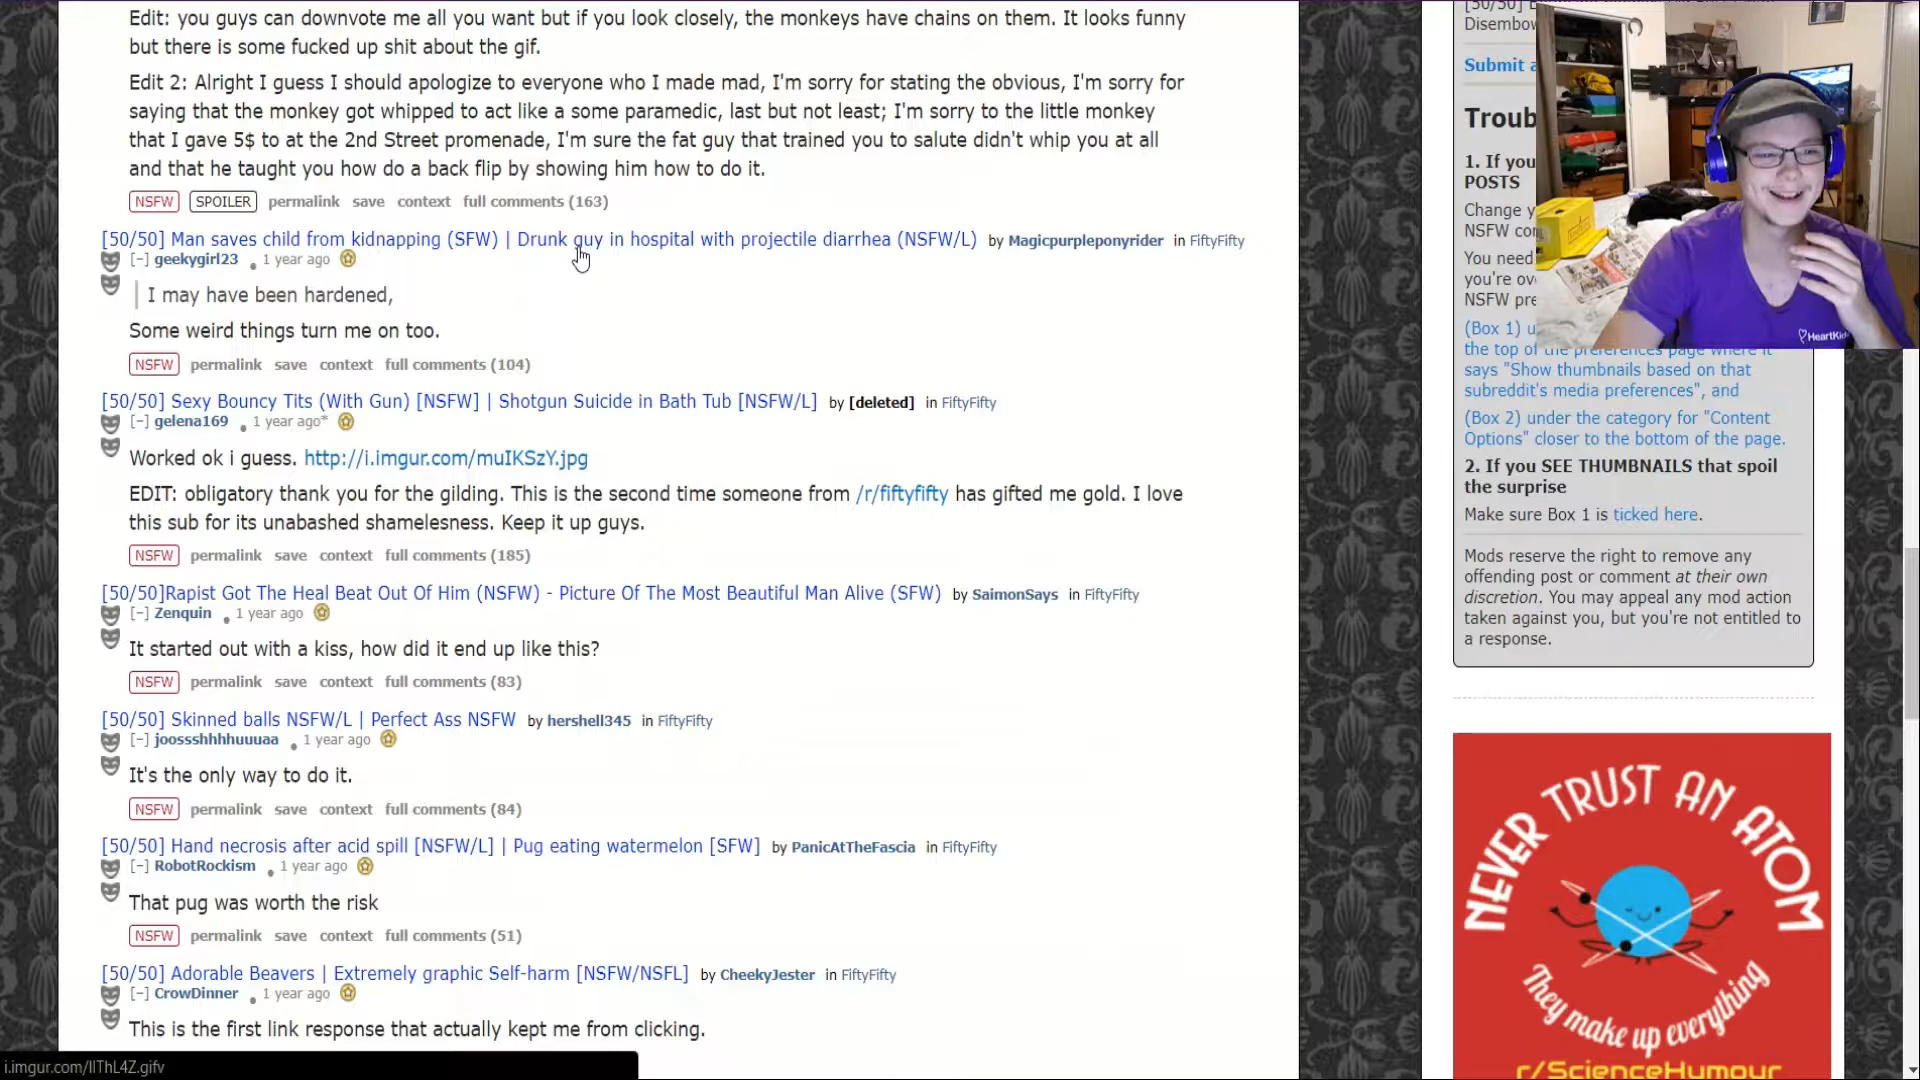 Edit: you guys can downvote me all you want but if you look closely, the monkeys have chains on them. It looks funny
but there is some fucked up shit about the gif.
Edit 2: Alright I guess I should apologize to everyone who I made mad, I'm sorry for stating the obvious, I'm sorry for
saying that the monkey got whipped to act like a some paramedic, last but not least; I'm sorry to the little monkey
that I gave 5$ to at the 2nd Street promenade, I'm sure the fat guy that trained you to salute didn't whip you at all
and that he taught you how do a back flip by showing him how to do it.
NSFW SPOILER permalink save context full comments (163)
[50/50] Man saves child from kidnapping (SFW) | Drunk guy in hospital with projectile diarrhea (NSFW/L) by Magicpurpleponyrider in FiftyFifty
[-] geekygirl23 . 1 year ago
I may have been hardened,
Some weird things turn me on too.
NSFW permalink save context full comments (104)
[50/50] Sexy Bouncy Tits (With Gun) [NSFW] | Shotgun Suicide in Bath Tub [NSFW/L] by [deleted] in FiftyFifty
[-] gelena169 . 1 year ago*
Worked ok i guess. http://i.imgur.com/muIKSzY.jpg
EDIT: obligatory thank you for the gilding. This is the second time someone from /r/fiftyfifty has gifted me gold. I love
this sub for its unabashed shamelesness. Keep it up guys.
NSFW permalink save context full comments (185)
[50/50]Rapist Got The Heal Beat Out Of Him (NSFW) - Picture Of The Most Beautiful Man Alive (SFW) by SaimonSays in FiftyFifty
[-] Zenquin . 1 year ago
It started out with a kiss, how did it end up like this?
NSFW permalink save context full comments (83)
[50/50] Skinned balls NSFW/L | Perfect Ass NSFW by hershell345 in FiftyFifty
[-] joossshhhhuuuaa . 1 year ago
It's the only way to do it.
NSFW permalink save context full comments (84)
[50/50] Hand necrosis after acid spill [NSFW/L] | Pug eating watermelon [SFW] by PanicAtTheFascia in FiftyFifty
[-] RobotRockism . 1 year ago
That pug was worth the risk
NSFW permalink save context full comments (51)
[50/50] Adorable Beavers | Extremely graphic Self-harm [NSFW/NSFL] by CheekyJester in FiftyFifty
[-] CrowDinner . 1 year ago
This is the first link response that actually kept me from clicking.
i.imgur.com/IlThL4Z.gifv
[50/50]
Disembow
Submit a
Troub
1. If you
POSTS
Change y
NSFW con
You need
you're ov
NSFW pre
(Box 1) u
the top of the preferences page where it
says "Show thumbnails based on that
subreddit's media preferences", and
(Box 2) under the category for "Content
Options" closer to the bottom of the page.
2. If you SEE THUMBNAILS that spoil
the surprise
Make sure Box 1 is ticked here.
Mods reserve the right to remove any
offending post or comment at their own
discretion. You may appeal any mod action
taken against you, but you're not entitled to
a response.
HeartKid
NEVER TRUST AN ATOM
They make up everything
r/ScienceHumour